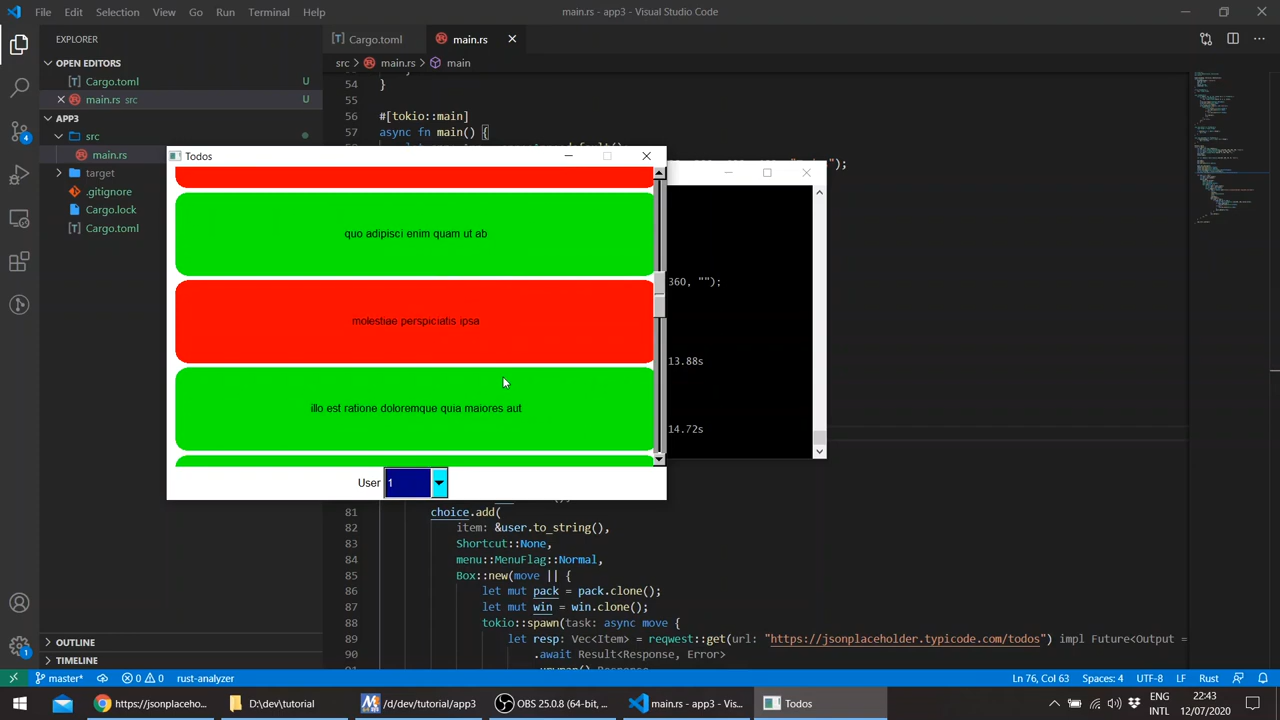 File Edit Selection View Go Run Terminal Help
main.rs - app3 - Visual Studio Code
EXPLORER
OPEN EDITORS
Cargo.toml U
main.rs src U
APP3
src
main.rs U
target
.gitignore U
Cargo.lock U
Cargo.toml U
OUTLINE
TIMELINE
Cargo.toml
main.rs
src > main.rs > main
54 }
55
56 #[tokio::main]
57 async fn main() {
");
Todos
quo adipisci enim quam ut ab
molestiae perspiciatis ipsa
illo est ratione doloremque quia maiores aut
User 1
360, "");
13.88s
14.72s
81 choice.add(
82 item: &user.to_string(),
83 Shortcut::None,
84 menu::MenuFlag::Normal,
85 Box::new(move || {
86 let mut pack = pack.clone();
87 let mut win = win.clone();
88 tokio::spawn(task: async move {
89 let resp: Vec<Item> = reqwest::get(url: "https://jsonplaceholder.typicode.com/todos") impl Future<Output =
90 .await Result<Response, Error>
master*
0 0
rust-analyzer
Ln 76, Col 63 Spaces: 4 UTF-8 LF Rust
https://jsonplaceho...
D:\dev\tutorial
/d/dev/tutorial/app3
OBS 25.0.8 (64-bit, ...
main.rs - app3 - Vis...
Todos
ENG
INTL
22:43
12/07/2020